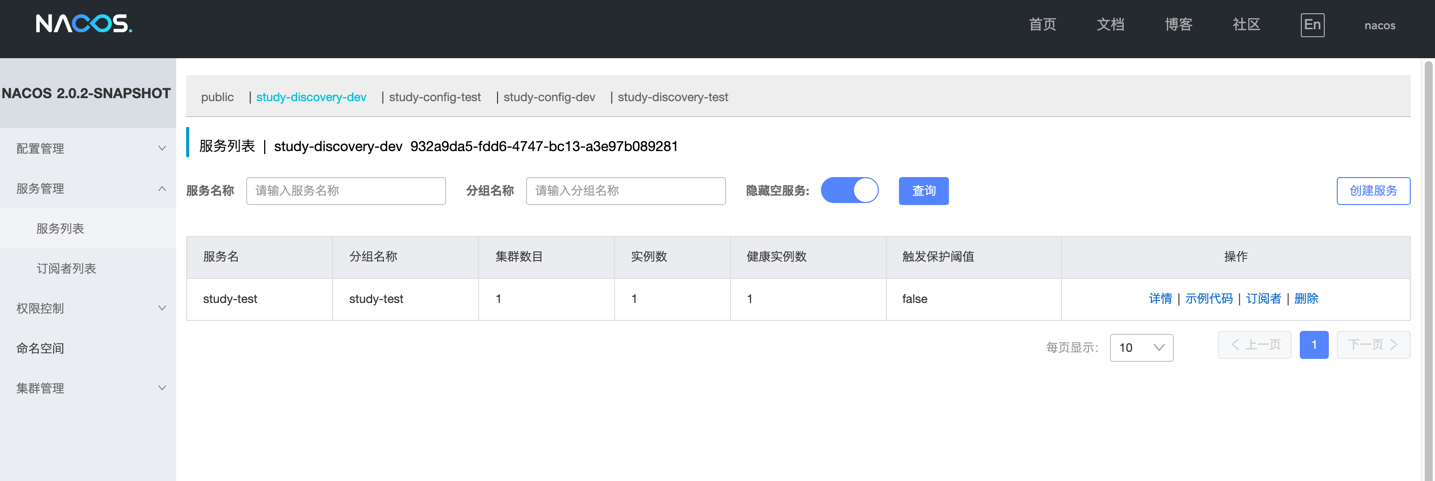 NACOS. 首页 文档 博客 社区 En nacos
NACOS 2.0.2-SNAPSHOT
配置管理
服务管理
服务列表
订阅者列表
权限控制
命名空间
集群管理
public | study-discovery-dev | study-config-test | study-config-dev | study-discovery-test
服务列表 | study-discovery-dev 932a9da5-fdd6-4747-bc13-a3e97b089281
服务名称 请输入服务名称 分组名称 请输入分组名称 隐藏空服务: 查询 创建服务
服务名 分组名称 集群数目 实例数 健康实例数 触发保护阈值 操作
study-test study-test 1 1 1 false 详情 | 示例代码 | 订阅者 | 删除
每页显示: 10 上一页 1 下一页